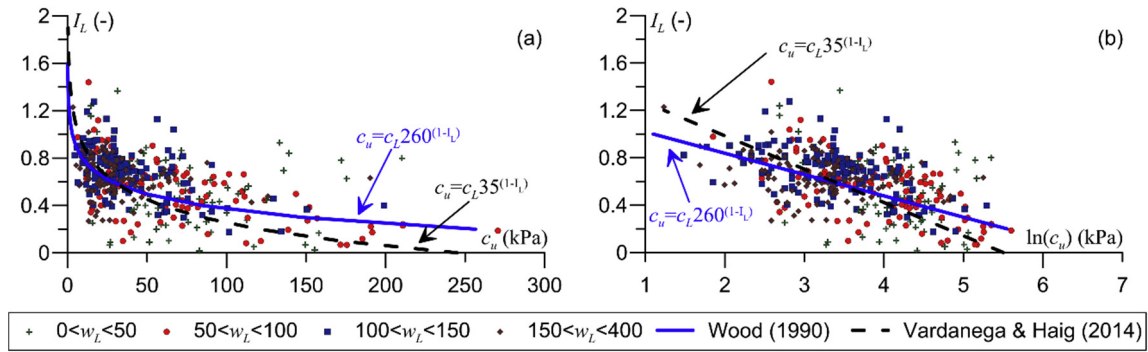 I_L (-)
(a)
2
1.6
1.2
0.8
0.4
0
c_u=c_L260^(1-I_L)
c_u=c_L35^(1-I_L)
c_u (kPa)
0 50 100 150 200 250 300
I_L (-)
(b)
2
1.6
1.2
0.8
0.4
0
c_u=c_L35^(1-I_L)
c_u=c_L260^(1-I_L)
ln(c_u) (kPa)
1 2 3 4 5 6 7
0<w_L<50 50<w_L<100 100<w_L<150 150<w_L<400 Wood (1990) Vardanega & Haig (2014)